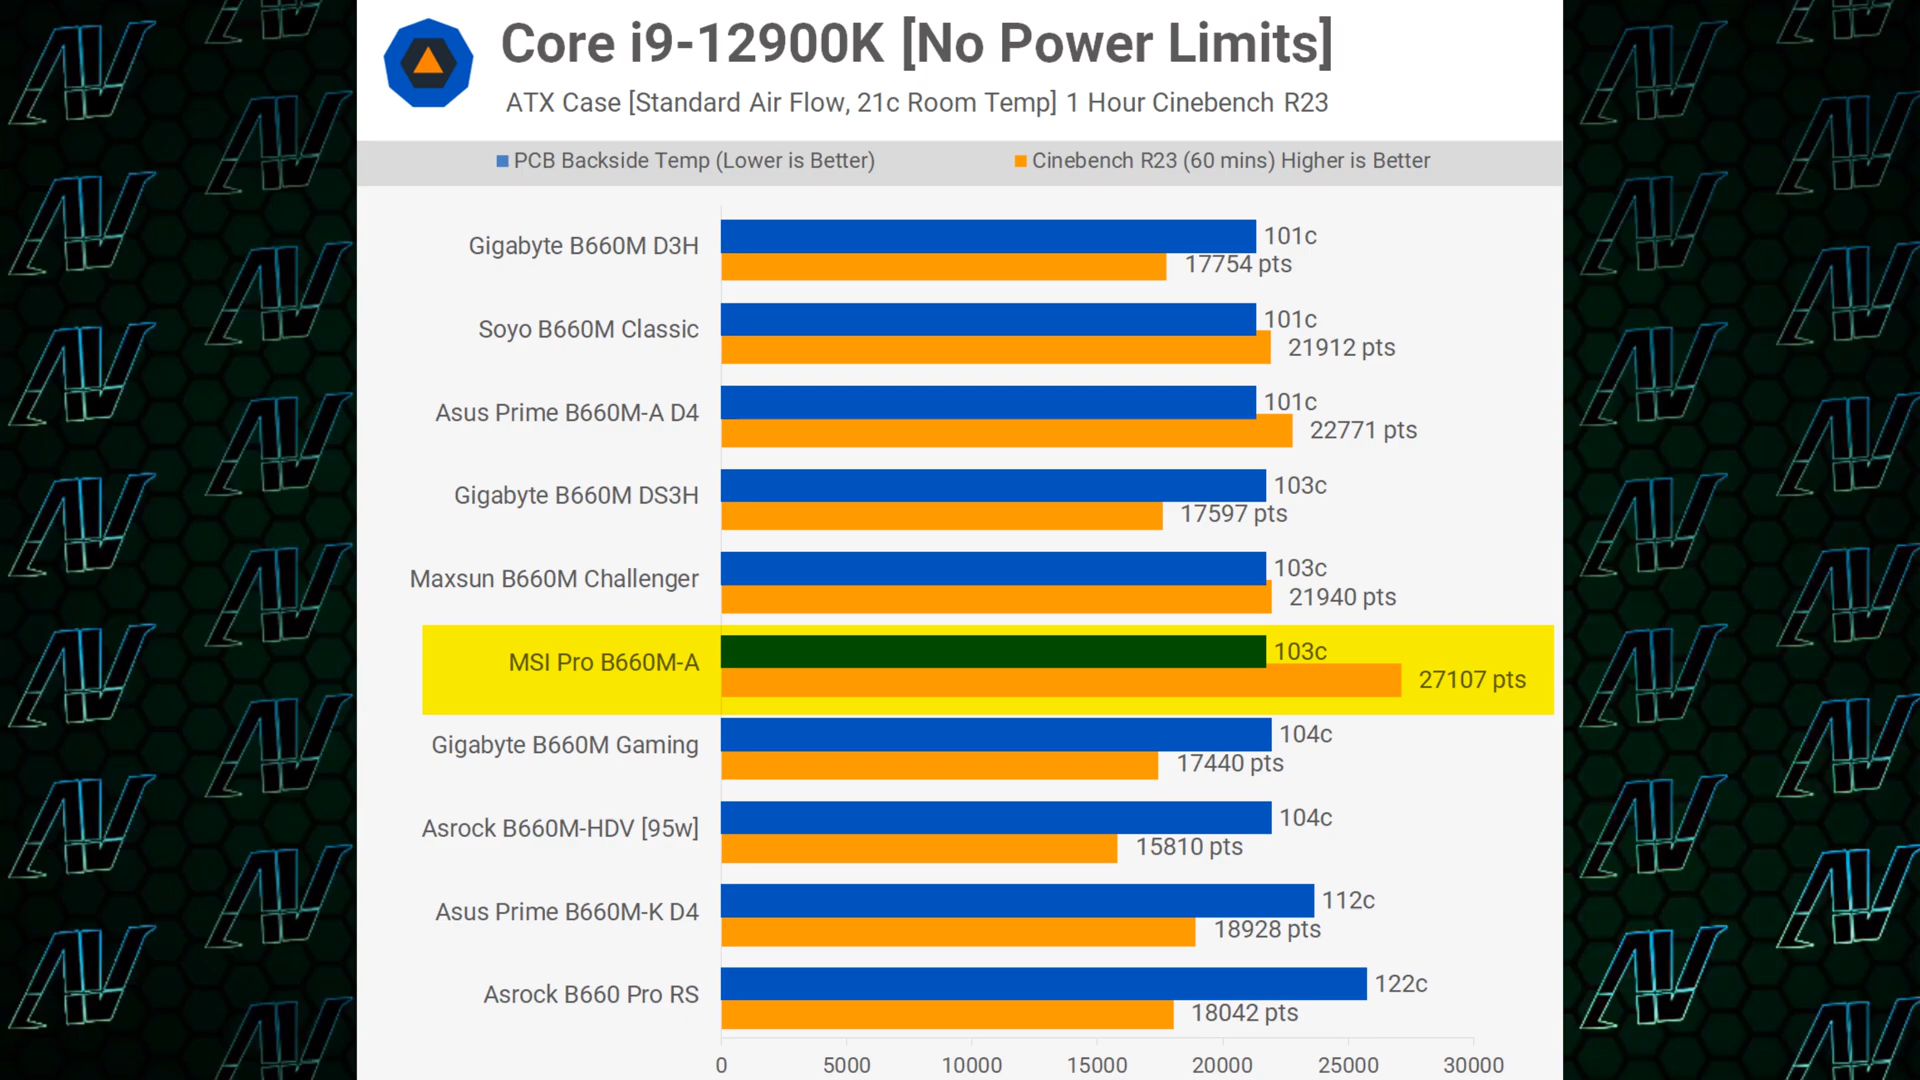 Core i9-12900K [No Power Limits]
ATX Case [Standard Air Flow, 21c Room Temp] 1 Hour Cinebench R23
PCB Backside Temp (Lower is Better) Cinebench R23 (60 mins) Higher is Better
Gigabyte B660M D3H 101c
17754 pts
Soyo B660M Classic 101c
21912 pts
Asus Prime B660M-A D4 101c
22771 pts
Gigabyte B660M DS3H 103c
17597 pts
Maxsun B660M Challenger 103c
21940 pts
MSI Pro B660M-A 103c
27107 pts
Gigabyte B660M Gaming 104c
17440 pts
Asrock B660M-HDV [95w] 104c
15810 pts
Asus Prime B660M-K D4 112c
18928 pts
Asrock B660 Pro RS 122c
18042 pts
0 5000 10000 15000 20000 25000 30000